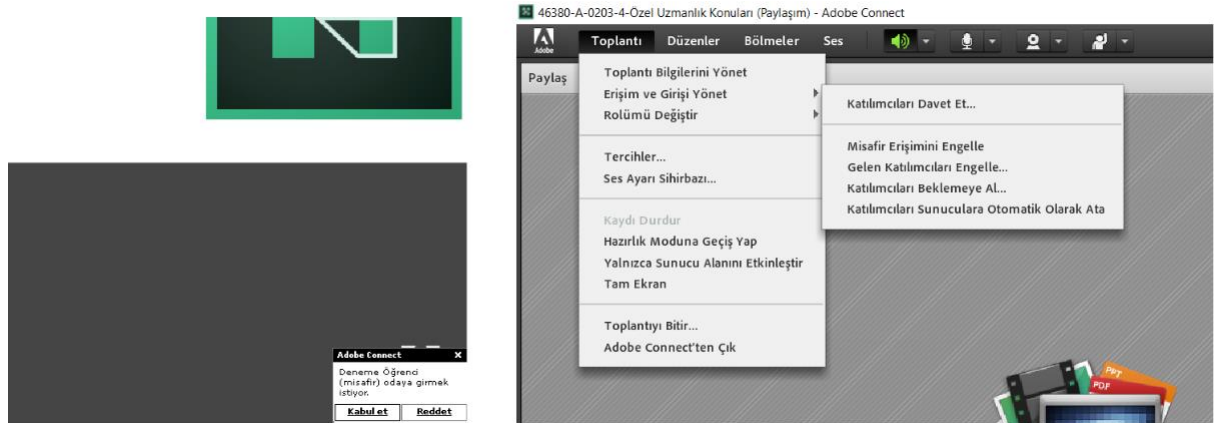 46380-A-0203-4-Özel Uzmanlık Konuları (Paylaşım) - Adobe Connect
Adobe
Toplantı Düzenler Bölmeler Ses
Paylaş
Toplantı Bilgilerini Yönet
Erişim ve Girişi Yönet
Rolümü Değiştir
Tercihler...
Ses Ayarı Sihirbazı...
Kaydı Durdur
Hazırlık Moduna Geçiş Yap
Yalnızca Sunucu Alanını Etkinleştir
Tam Ekran
Toplantıyı Bitir...
Adobe Connect'ten Çık
Katılımcıları Davet Et...
Misafir Erişimini Engelle
Gelen Katılımcıları Engelle...
Katılımcıları Beklemeye Al...
Katılımcıları Sunuculara Otomatik Olarak Ata
PPT
PDF
Adobe Connect X
Deneme Öğrenci
(misafir) odaya girmek
istiyor.
Kabul et Reddet